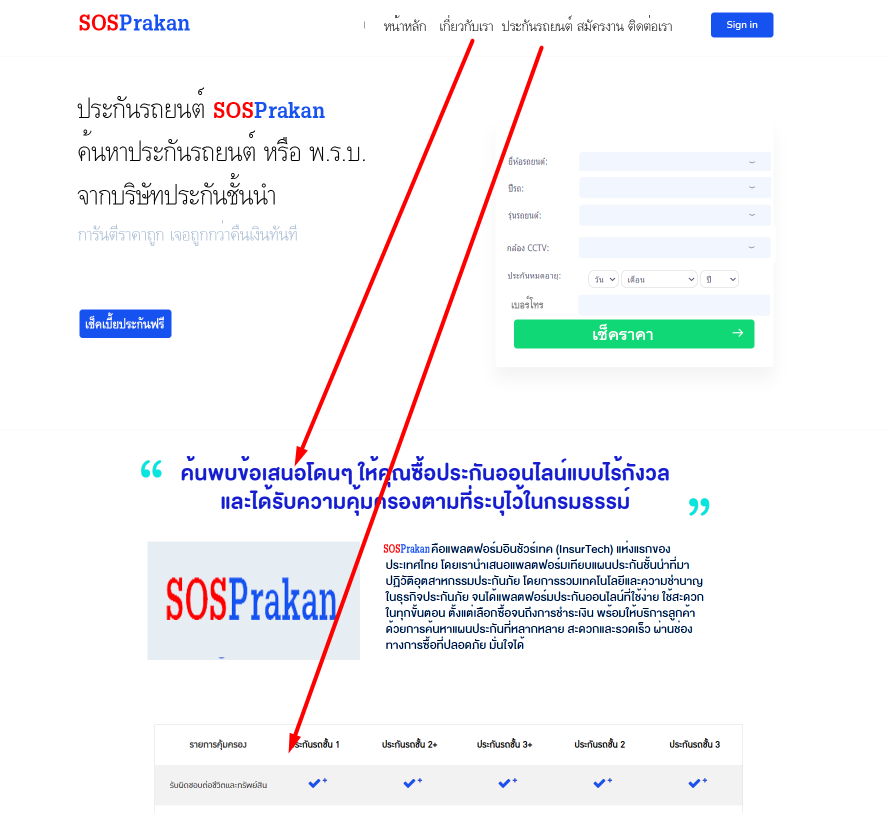 SOSPrakan
หน้าหลัก เกี่ยวกับเรา ประกันรถยนต์ สมัครงาน ติดต่อเรา
Sign in
ประกันรถยนต์ SOSPrakan
ค้นหาประกันรถยนต์ หรือ พ.ร.บ.
จากบริษัทประกันชั้นนำ
การันตีราคาถูก เจอถูกกว่าคืนเงินทันที
เช็คเบี้ยประกันฟรี
ยี่ห้อรถยนต์:
ปีรถ:
รุ่นรถยนต์:
กล้อง CCTV:
ประกันหมดอายุ: วัน เดือน ปี
เบอร์โทร
เช็คราคา
“ ค้นพบข้อเสนอโดนๆ ให้คุณซื้อประกันออนไลน์แบบไร้กังวล
และได้รับความคุ้มครองตามที่ระบุไว้ในกรมธรรม์ ”
SOSPrakan
SOSPrakan คือแพลตฟอร์มอินชัวร์เทค (InsurTech) แห่งแรกของ
ประเทศไทย โดยเรานำเสนอแพลตฟอร์มเทียบแผนประกันชั้นนำที่มา
ปฏิวัติอุตสาหกรรมประกันภัย โดยการรวมเทคโนโลยีและความชำนาญ
ในธุรกิจประกันภัย จนได้แพลตฟอร์มประกันออนไลน์ที่ใช้ง่าย ใช้สะดวก
ในทุกขั้นตอน ตั้งแต่เลือกซื้อจนถึงการชำระเงิน พร้อมให้บริการลูกค้า
ด้วยการค้นหาแผนประกันที่หลากหลาย สะดวกและรวดเร็ว ผ่านช่อง
ทางการซื้อที่ปลอดภัย มั่นใจได้
รายการคุ้มครอง ประกันรถชั้น 1 ประกันรถชั้น 2+ ประกันรถชั้น 3+ ประกันรถชั้น 2 ประกันรถชั้น 3
รับผิดชอบต่อชีวิตและทรัพย์สิน + + + + +